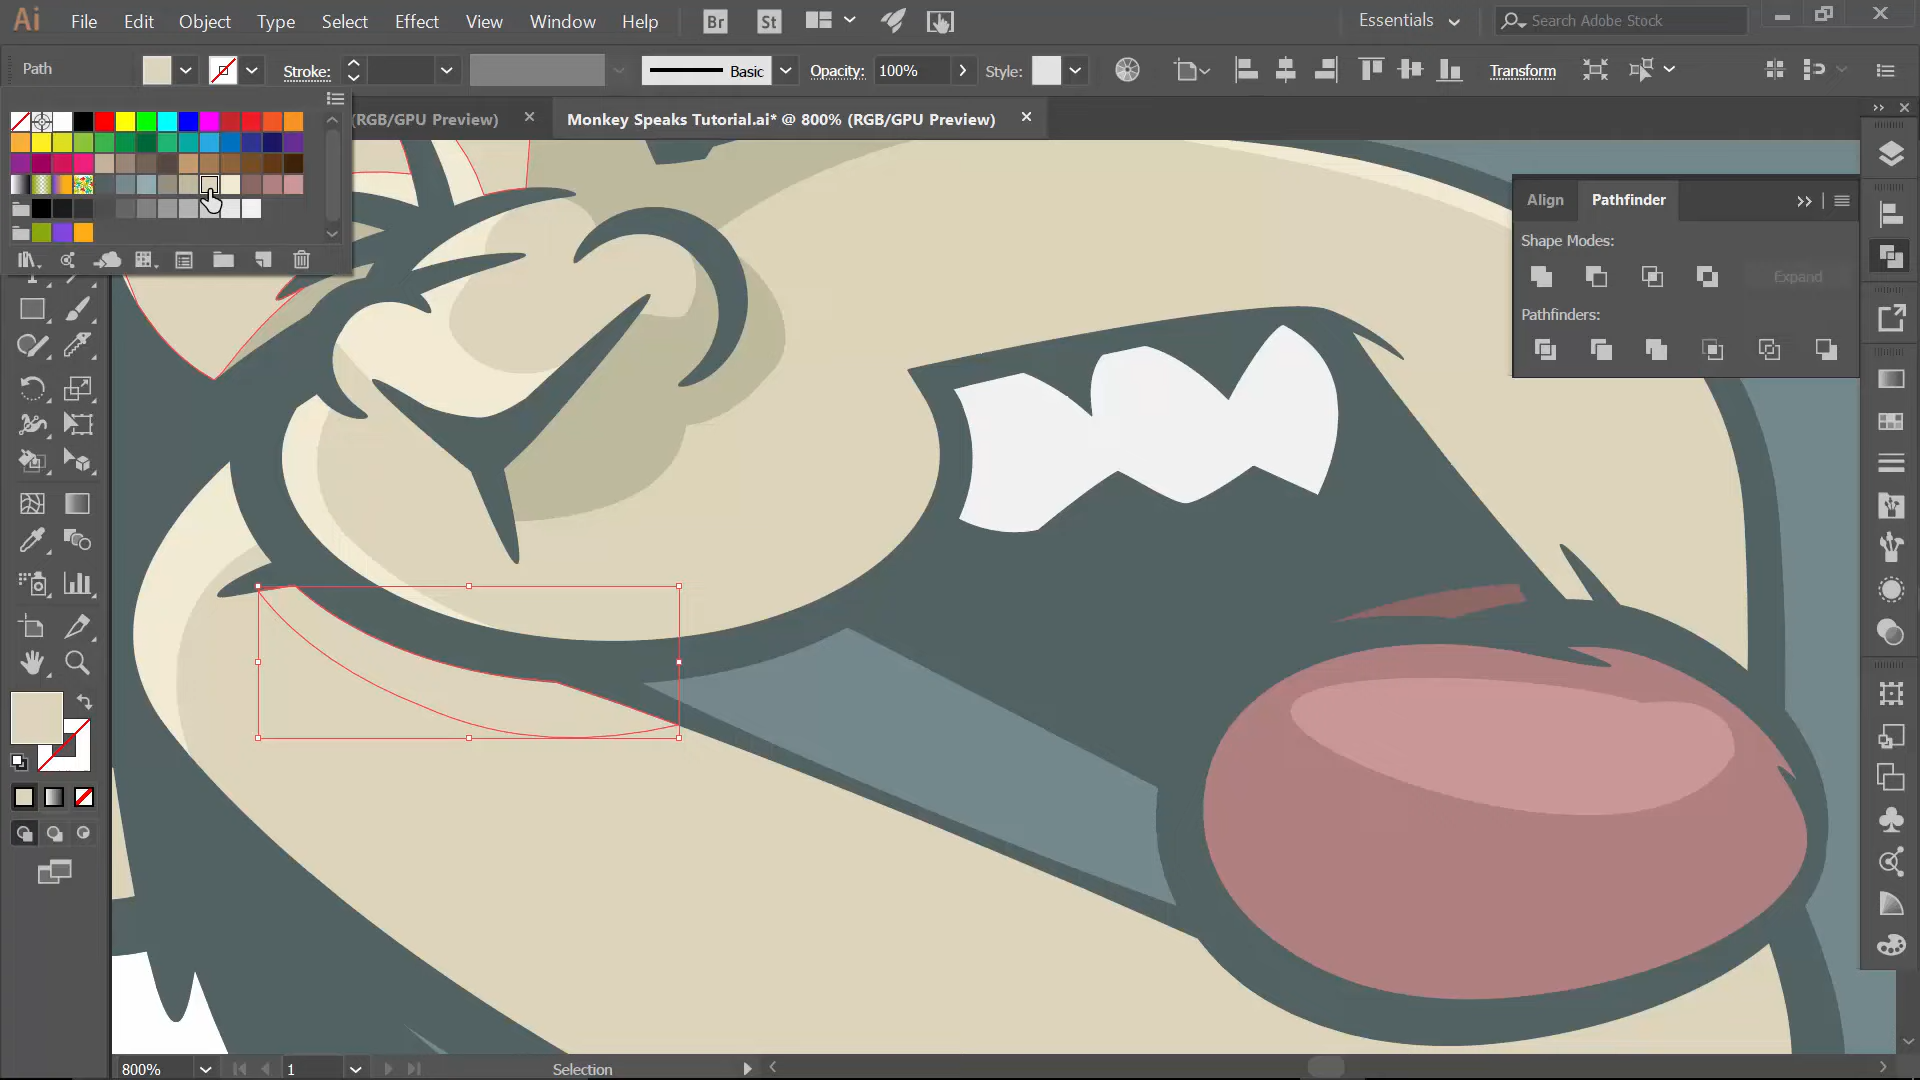 Ai File Edit Object Type Select Effect View Window Help Br St Essentials Search Adobe Stock
Path Stroke: Basic Opacity: 100% Style: Transform
(RGB/GPU Preview) × Monkey Speaks Tutorial.ai* @ 800% (RGB/GPU Preview) ×
Align Pathfinder
Shape Modes:
Expand
Pathfinders:
800% 1 Selection